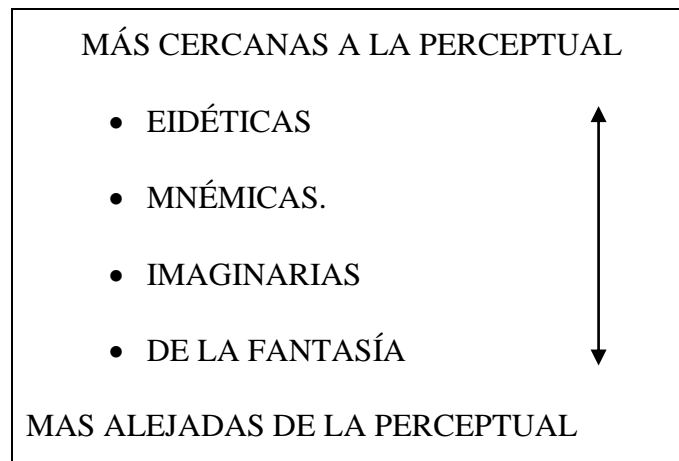 MÁS CERCANAS A LA PERCEPTUAL
• EIDÉTICAS
• MNÉMICAS.
• IMAGINARIAS
• DE LA FANTASÍA
MAS ALEJADAS DE LA PERCEPTUAL